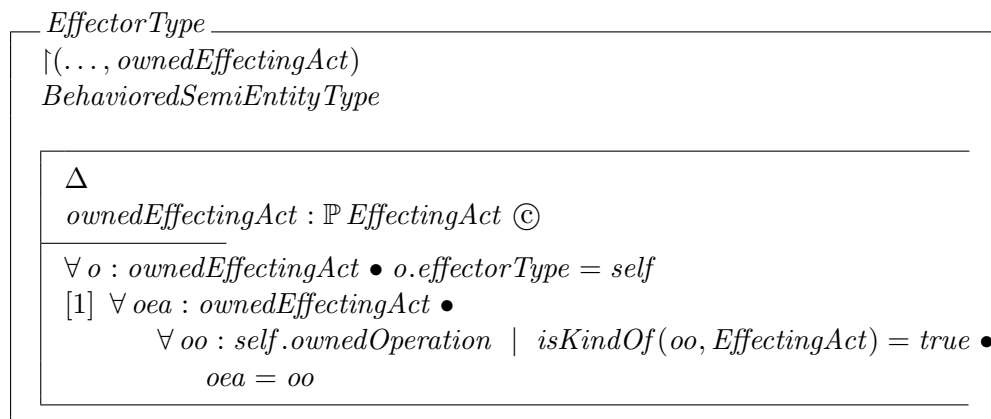 EffectorType
↾(..., ownedEffectingAct)
BehavioredSemiEntityType
Δ
ownedEffectingAct : ℙ EffectingAct ©
∀ o : ownedEffectingAct • o.effectorType = self
[1] ∀ oea : ownedEffectingAct •
∀ oo : self.ownedOperation | isKindOf(oo, EffectingAct) = true •
oea = oo